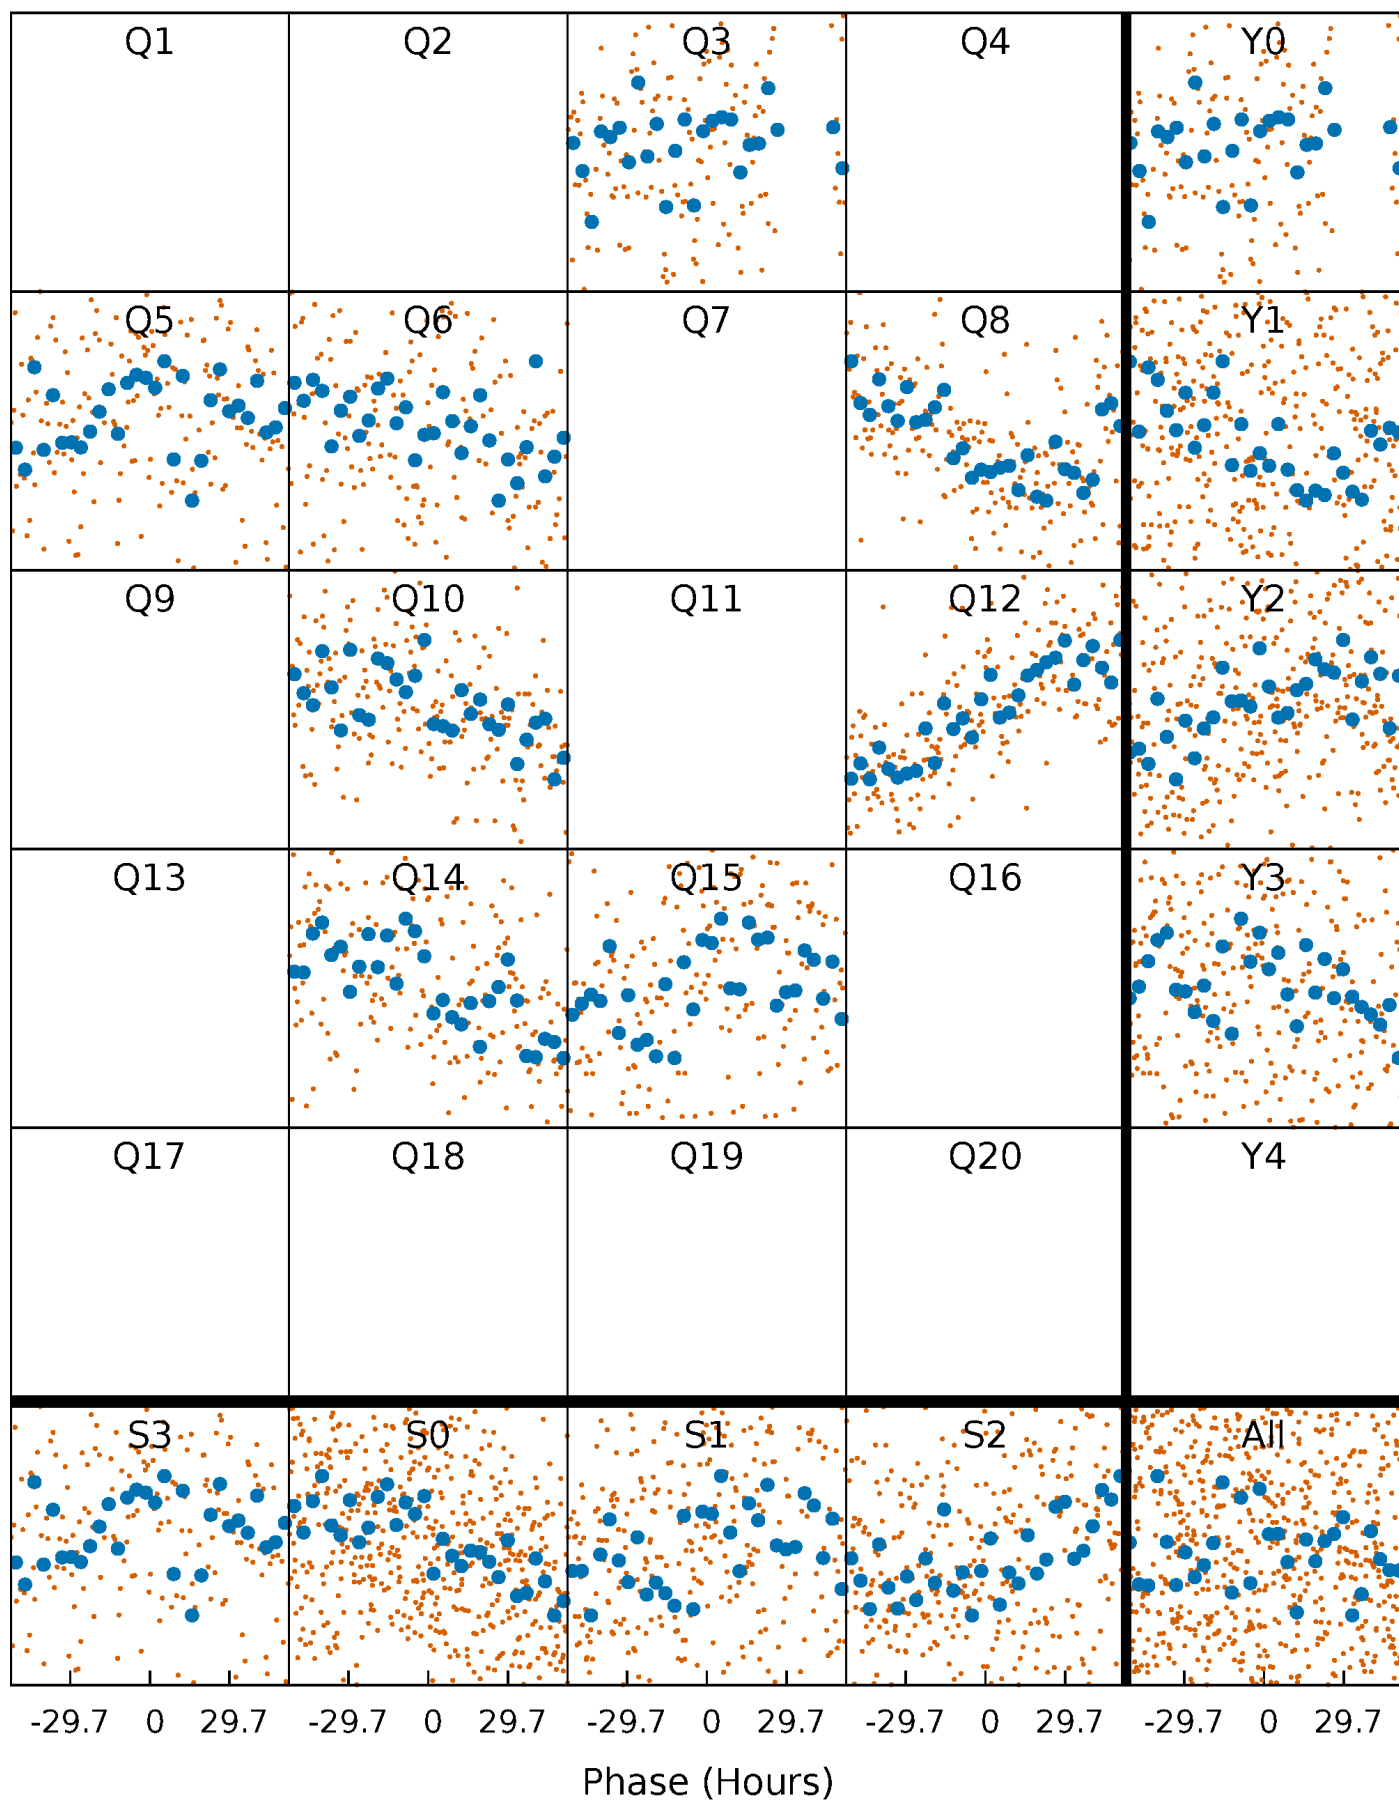 Q1 Q2 Q3 Q4 Y0
Q5 Q6 Q7 Q8 Y1
Q9 Q10 Q11 Q12 Y2
Q13 Q14 Q15 Q16 Y3
Q17 Q18 Q19 Q20 Y4
S3 S0 S1 S2 All
-29.7 0 29.7 -29.7 0 29.7 -29.7 0 29.7 -29.7 0 29.7 -29.7 0 29.7
Phase (Hours)